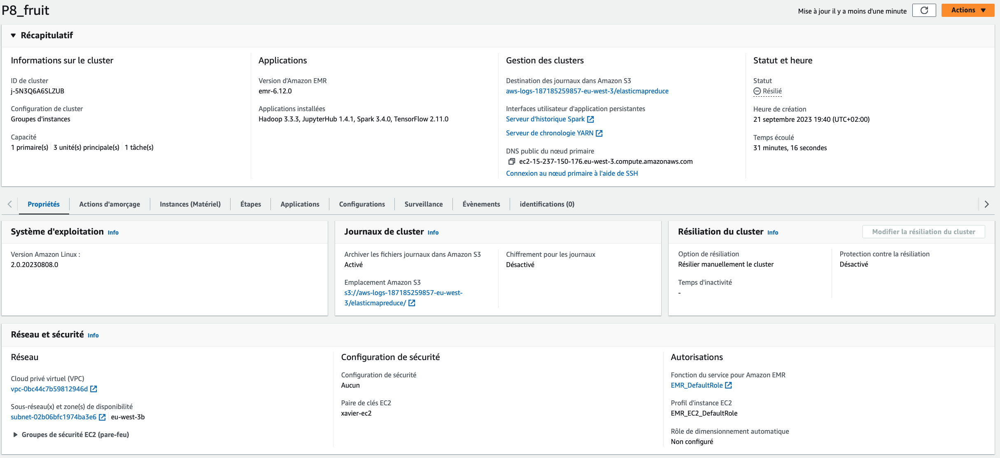 P8_fruit
Mise à jour il y a moins d'une minute
Actions
Récapitulatif
Informations sur le cluster
ID de cluster
j-5N3Q6A6SLZUB
Configuration de cluster
Groupes d'instances
Capacité
1 primaire(s) 3 unité(s) principale(s) 1 tâche(s)
Applications
Version d'Amazon EMR
emr-6.12.0
Applications installées
Hadoop 3.3.3, JupyterHub 1.4.1, Spark 3.4.0, TensorFlow 2.11.0
Gestion des clusters
Destination des journaux dans Amazon S3
aws-logs-187185259857-eu-west-3/elasticmapreduce
Interfaces utilisateur d'application persistantes
Serveur d'historique Spark
Serveur de chronologie YARN
DNS public du nœud primaire
ec2-15-237-150-176.eu-west-3.compute.amazonaws.com
Connexion au nœud primaire à l'aide de SSH
Statut et heure
Statut
Résilié
Heure de création
21 septembre 2023 19:40 (UTC+02:00)
Temps écoulé
31 minutes, 16 secondes
Propriétés Actions d'amorçage Instances (Matériel) Étapes Applications Configurations Surveillance Évènements identifications (0)
Système d'exploitation Info
Version Amazon Linux :
2.0.20230808.0
Journaux de cluster Info
Archiver les fichiers journaux dans Amazon S3
Activé
Emplacement Amazon S3
s3://aws-logs-187185259857-eu-west-
3/elasticmapreduce/
Chiffrement pour les journaux
Désactivé
Résiliation du cluster Info
Modifier la résiliation du cluster
Option de résiliation
Résilier manuellement le cluster
Temps d'inactivité
-
Protection contre la résiliation
Désactivé
Réseau et sécurité Info
Réseau
Cloud privé virtuel (VPC)
vpc-0bc44c7b59812946d
Sous-réseau(x) et zone(s) de disponibilité
subnet-02b06bfc1974ba3e6 eu-west-3b
Groupes de sécurité EC2 (pare-feu)
Configuration de sécurité
Configuration de sécurité
Aucun
Paire de clés EC2
xavier-ec2
Autorisations
Fonction du service pour Amazon EMR
EMR_DefaultRole
Profil d'instance EC2
EMR_EC2_DefaultRole
Rôle de dimensionnement automatique
Non configuré